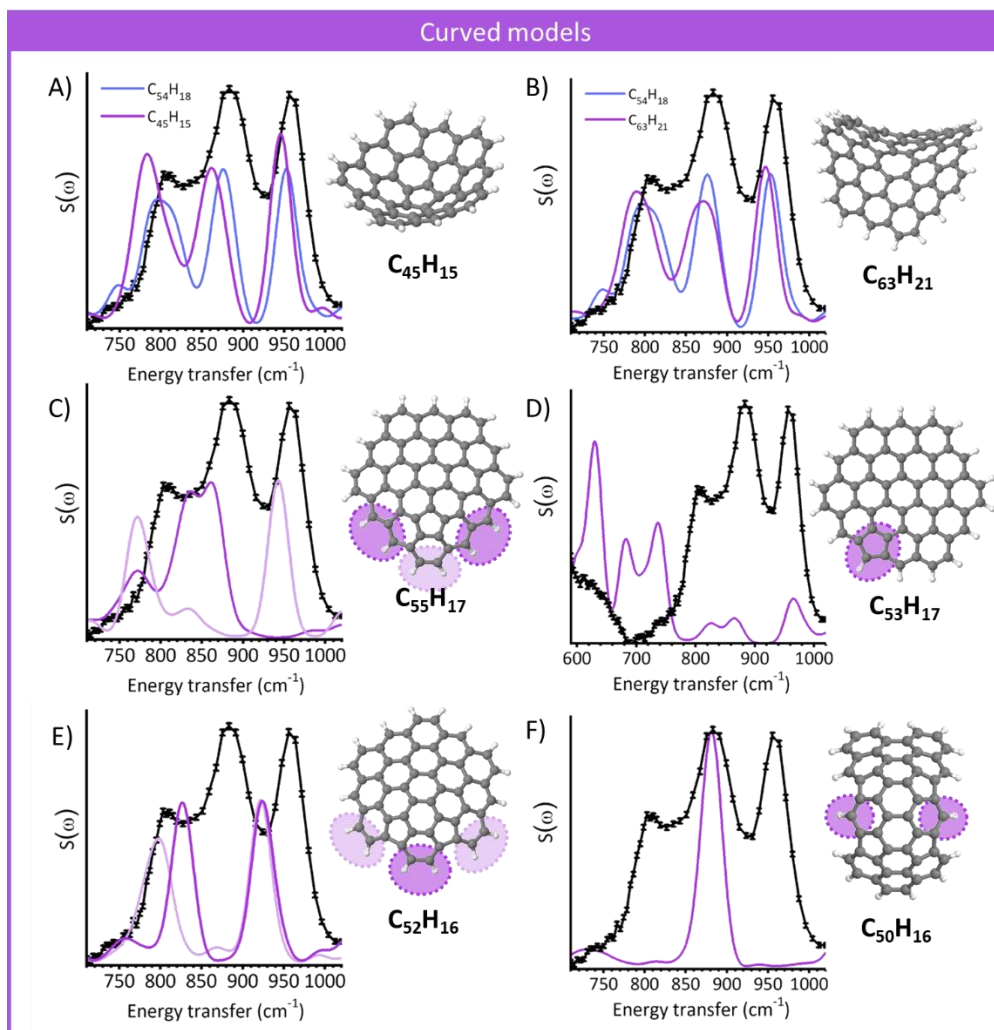 Curved models
A)
C₅₄H₁₈
C₄₅H₁₅
S(ω)
750 800 850 900 950 1000
Energy transfer (cm⁻¹)
C₄₅H₁₅
B)
C₅₄H₁₈
C₆₃H₂₁
S(ω)
750 800 850 900 950 1000
Energy transfer (cm⁻¹)
C₆₃H₂₁
C)
S(ω)
750 800 850 900 950 1000
Energy transfer (cm⁻¹)
C₅₅H₁₇
D)
S(ω)
600 700 800 900 1000
Energy transfer (cm⁻¹)
C₅₃H₁₇
E)
S(ω)
750 800 850 900 950 1000
Energy transfer (cm⁻¹)
C₅₂H₁₆
F)
S(ω)
750 800 850 900 950 1000
Energy transfer (cm⁻¹)
C₅₀H₁₆